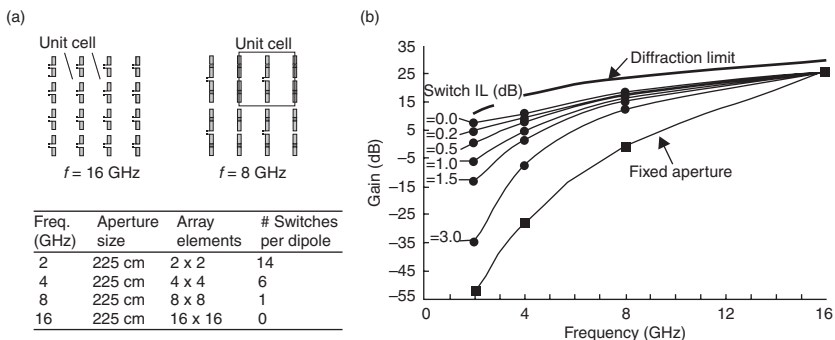 (a)
Unit cell
Unit cell
f = 16 GHz
f = 8 GHz
Freq. (GHz) Aperture size Array elements # Switches per dipole
2 225 cm 2 x 2 14
4 225 cm 4 x 4 6
8 225 cm 8 x 8 1
16 225 cm 16 x 16 0
(b)
35
25
15
5
−5
−15
−25
−35
−45
−55
Gain (dB)
Switch IL (dB)
=0.0
=0.2
=0.5
=1.0
=1.5
=3.0
Diffraction limit
Fixed aperture
0 4 8 12 16
Frequency (GHz)